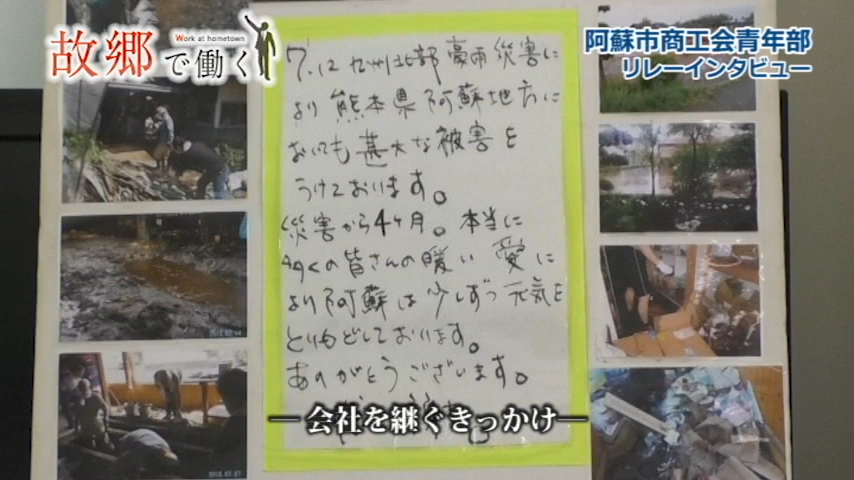 故郷で働く
Work at hometown
阿蘇市商工会青年部
リレーインタビュー
7.12 九州北部豪雨災害に
より熊本県阿蘇地方に
おいても甚大な被害を
うけております。
災害から4ヶ月。本当に
多くの皆さんの暖い愛に
より阿蘇は少しずつ元気を
とりもどしております。
ありがとうございます。
―会社を継ぐきっかけ―